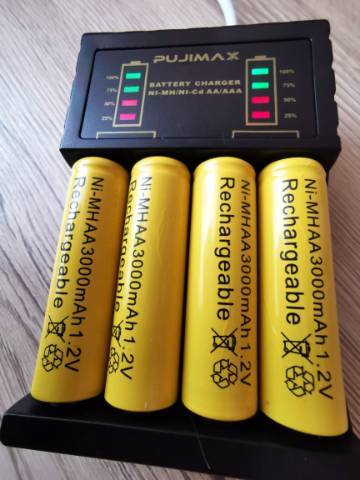 PUJIMAX
100%
75%
50%
25%
BATTERY CHARGER
NI-MH/NI-Cd AA/AAA
100%
75%
50%
25%
Ni-MHAA3000mAh1.2V
Rechargeable
Ni-MHAA3000mAh1.2V
Rechargeable
Ni-MHAA3000mAh1.2V
Rechargeable
Ni-MHAA3000mAh1.2V
Rechargeable